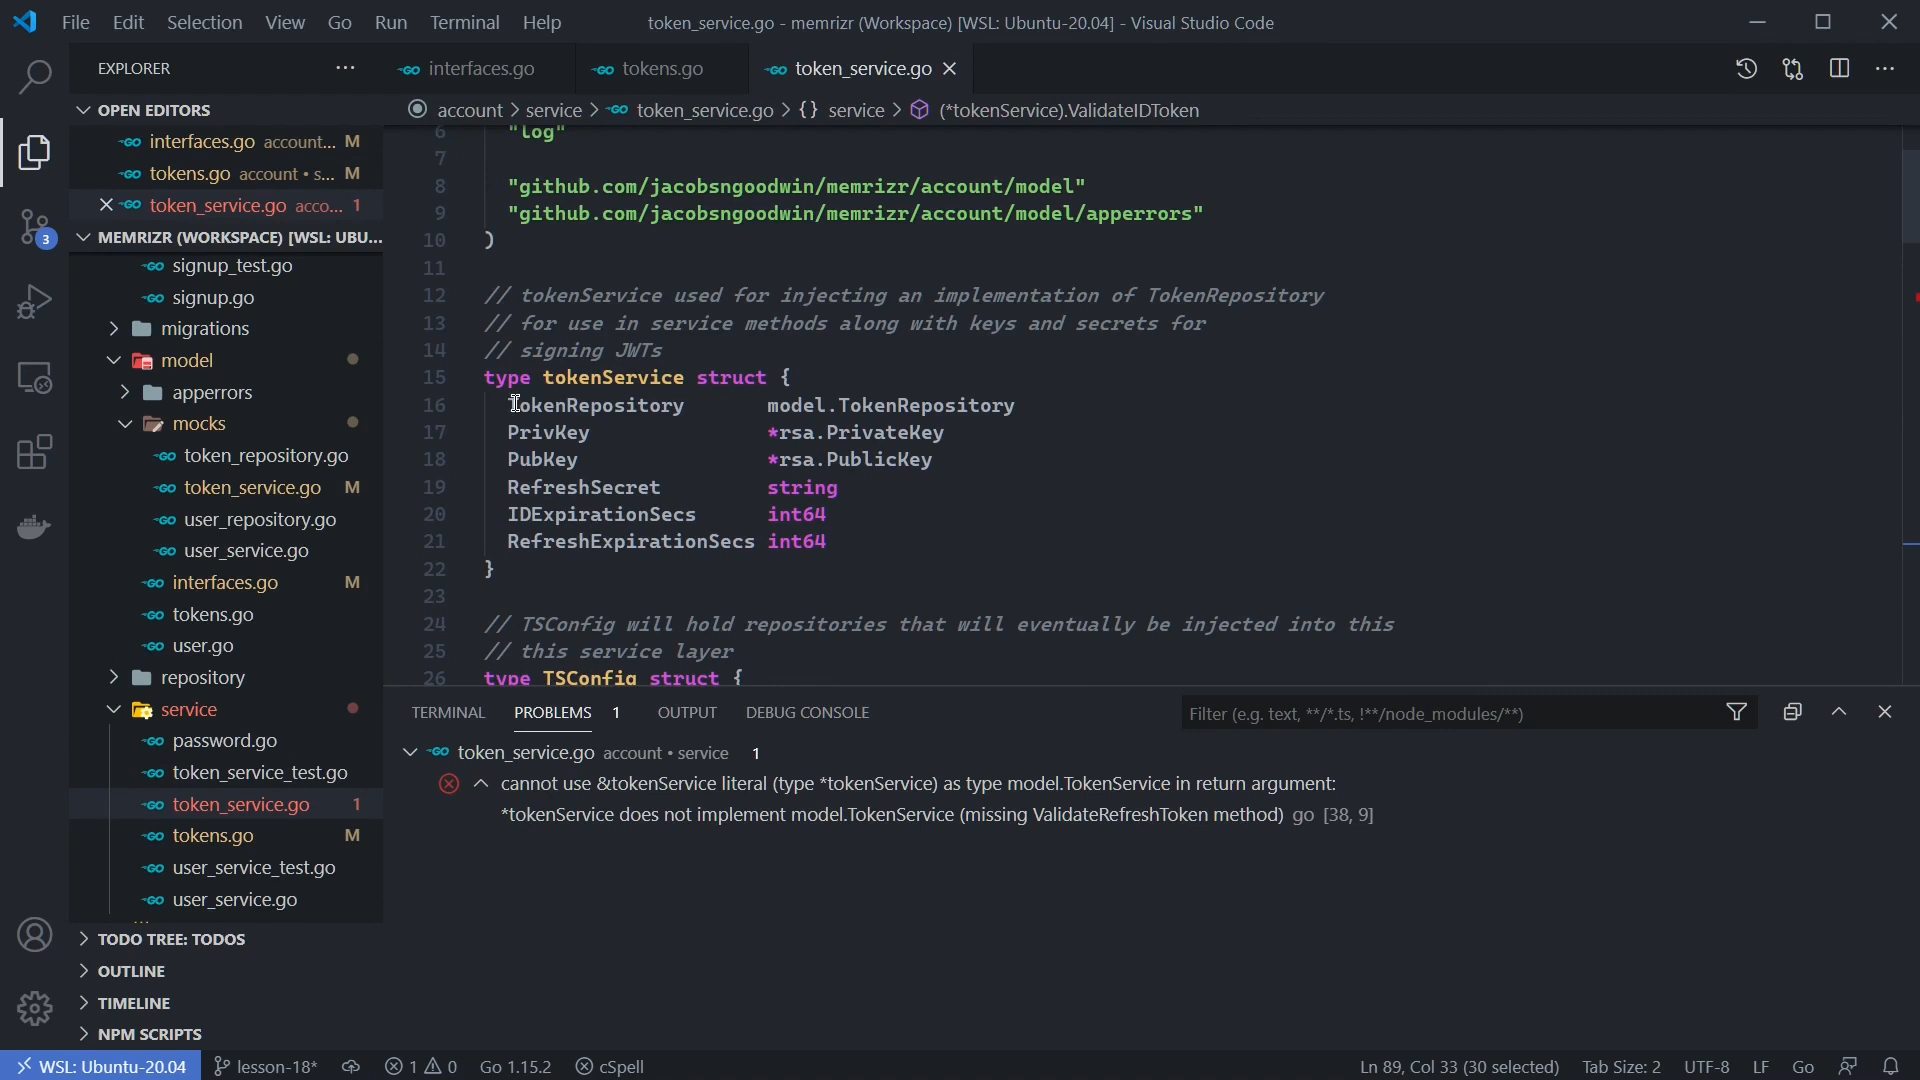 File Edit Selection View Go Run Terminal Help
token_service.go - memrizr (Workspace) [WSL: Ubuntu-20.04] - Visual Studio Code
EXPLORER
interfaces.go
tokens.go
token_service.go
OPEN EDITORS
account > service > token_service.go > {} service > (*tokenService).ValidateIDToken
interfaces.go account... M
tokens.go account • s... M
token_service.go acco... 1
MEMRIZR (WORKSPACE) [WSL: UBU...
signup_test.go
signup.go
migrations
model
apperrors
mocks
token_repository.go
token_service.go M
user_repository.go
user_service.go
interfaces.go M
tokens.go
user.go
repository
service
password.go
token_service_test.go
token_service.go 1
tokens.go M
user_service_test.go
user_service.go
TODO TREE: TODOS
OUTLINE
TIMELINE
NPM SCRIPTS
3
6 "log"
7
8 "github.com/jacobsngoodwin/memrizr/account/model"
9 "github.com/jacobsngoodwin/memrizr/account/model/apperrors"
10 )
11
12 // tokenService used for injecting an implementation of TokenRepository
13 // for use in service methods along with keys and secrets for
14 // signing JWTs
15 type tokenService struct {
16 TokenRepository model.TokenRepository
17 PrivKey *rsa.PrivateKey
18 PubKey *rsa.PublicKey
19 RefreshSecret string
20 IDExpirationSecs int64
21 RefreshExpirationSecs int64
22 }
23
24 // TSConfig will hold repositories that will eventually be injected into this
25 // this service layer
26 type TSConfig struct {
TERMINAL PROBLEMS 1 OUTPUT DEBUG CONSOLE
Filter (e.g. text, **/*.ts, !**/node_modules/**)
token_service.go account • service 1
cannot use &tokenService literal (type *tokenService) as type model.TokenService in return argument:
*tokenService does not implement model.TokenService (missing ValidateRefreshToken method) go [38, 9]
WSL: Ubuntu-20.04 lesson-18* 1 0 Go 1.15.2 cSpell
Ln 89, Col 33 (30 selected) Tab Size: 2 UTF-8 LF Go